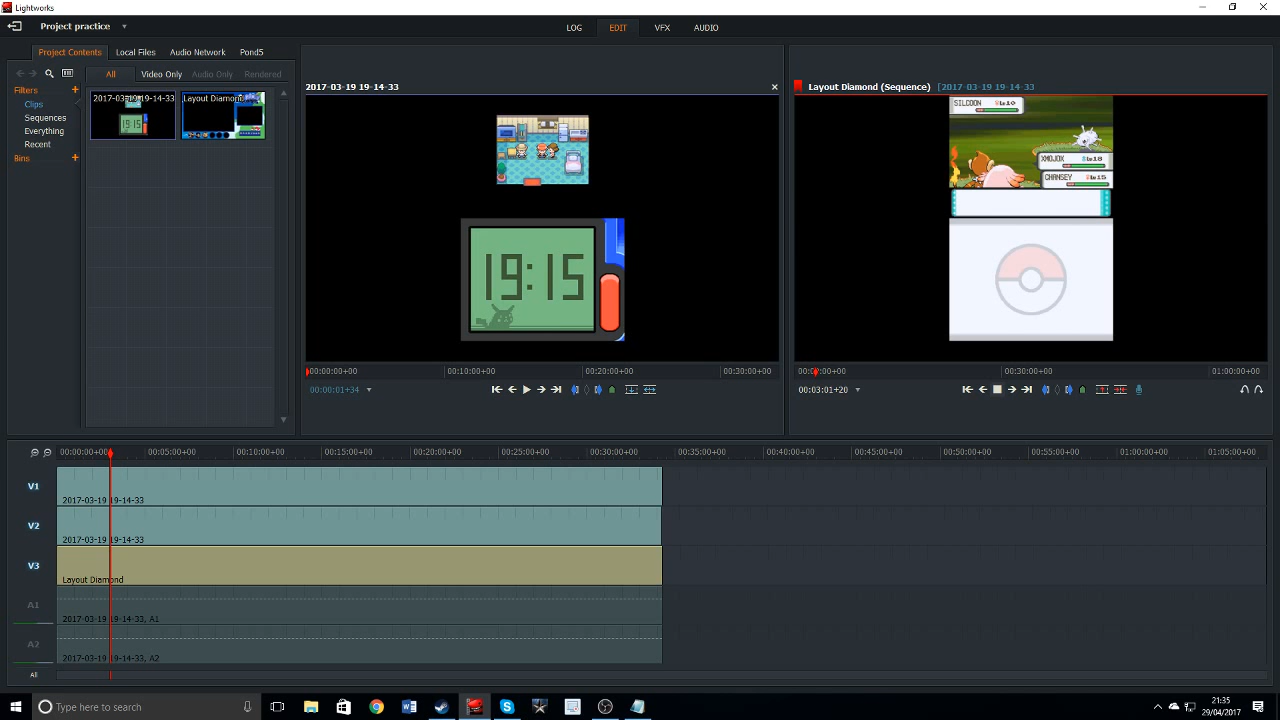 Lightworks
Project practice
LOG EDIT VFX AUDIO
Project Contents Local Files Audio Network Pond5
All Video Only Audio Only Rendered
Filters +
Clips
Sequences
Everything
Recent
Bins +
2017-03-19 19-14-33
Layout Diamond
2017-03-19 19-14-33
19:15
00:00:00+00 00:10:00+00 00:20:00+00 00:30:00+00
00:00:01+34
Layout Diamond (Sequence) [2017-03-19 19-14-33
SILCOON Lv10
XMOJOX Lv18
CHANSEY Lv15
00:30:00+00 01:00:00+00
00:03:01+20
00:00:00+00 00:05:00+00 00:10:00+00 00:15:00+00 00:20:00+00 00:25:00+00 00:30:00+00 00:35:00+00 00:40:00+00 00:45:00+00 00:50:00+00 00:55:00+00 01:00:00+00 01:05:00+00
V1
2017-03-19 19-14-33
V2
2017-03-19 19-14-33
V3
Layout Diamond
A1
2017-03-19 19-14-33, A1
A2
2017-03-19 19-14-33, A2
All
Type here to search
21:35
29/04/2017